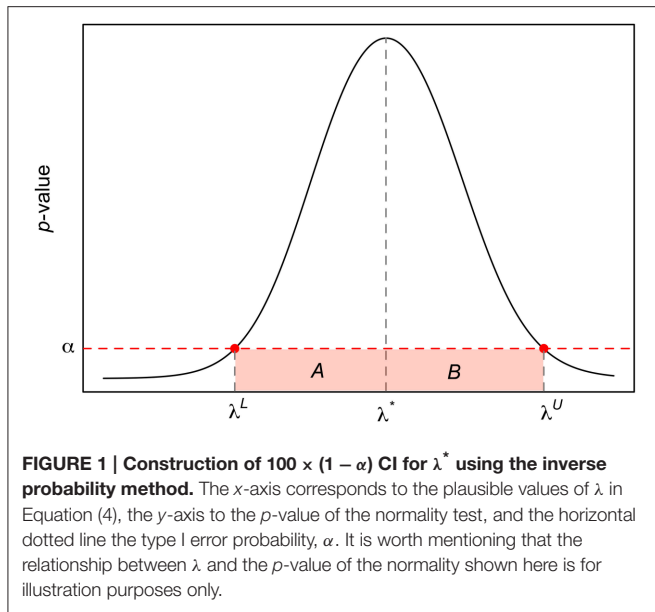 p-value
α
A
B
λL
λ*
λU
FIGURE 1 | Construction of 100 × (1 − α) CI for λ* using the inverse
probability method. The x-axis corresponds to the plausible values of λ in
Equation (4), the y-axis to the p-value of the normality test, and the horizontal
dotted line the type I error probability, α. It is worth mentioning that the
relationship between λ and the p-value of the normality shown here is for
illustration purposes only.